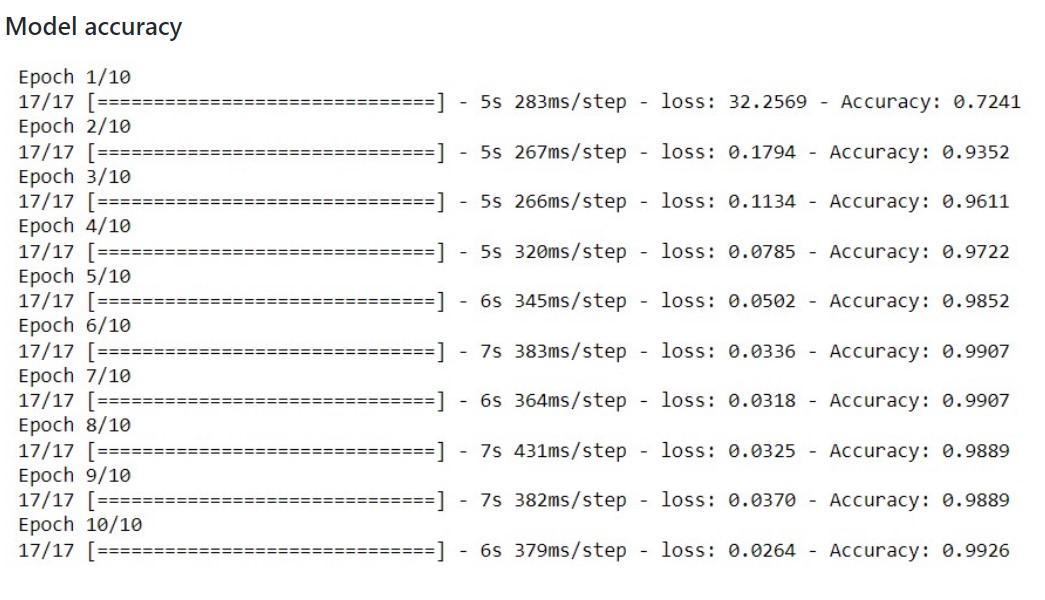 Model accuracy
Epoch 1/10
17/17 [==============================] - 5s 283ms/step - loss: 32.2569 - Accuracy: 0.7241
Epoch 2/10
17/17 [==============================] - 5s 267ms/step - loss: 0.1794 - Accuracy: 0.9352
Epoch 3/10
17/17 [==============================] - 5s 266ms/step - loss: 0.1134 - Accuracy: 0.9611
Epoch 4/10
17/17 [==============================] - 5s 320ms/step - loss: 0.0785 - Accuracy: 0.9722
Epoch 5/10
17/17 [==============================] - 6s 345ms/step - loss: 0.0502 - Accuracy: 0.9852
Epoch 6/10
17/17 [==============================] - 7s 383ms/step - loss: 0.0336 - Accuracy: 0.9907
Epoch 7/10
17/17 [==============================] - 6s 364ms/step - loss: 0.0318 - Accuracy: 0.9907
Epoch 8/10
17/17 [==============================] - 7s 431ms/step - loss: 0.0325 - Accuracy: 0.9889
Epoch 9/10
17/17 [==============================] - 7s 382ms/step - loss: 0.0370 - Accuracy: 0.9889
Epoch 10/10
17/17 [==============================] - 6s 379ms/step - loss: 0.0264 - Accuracy: 0.9926